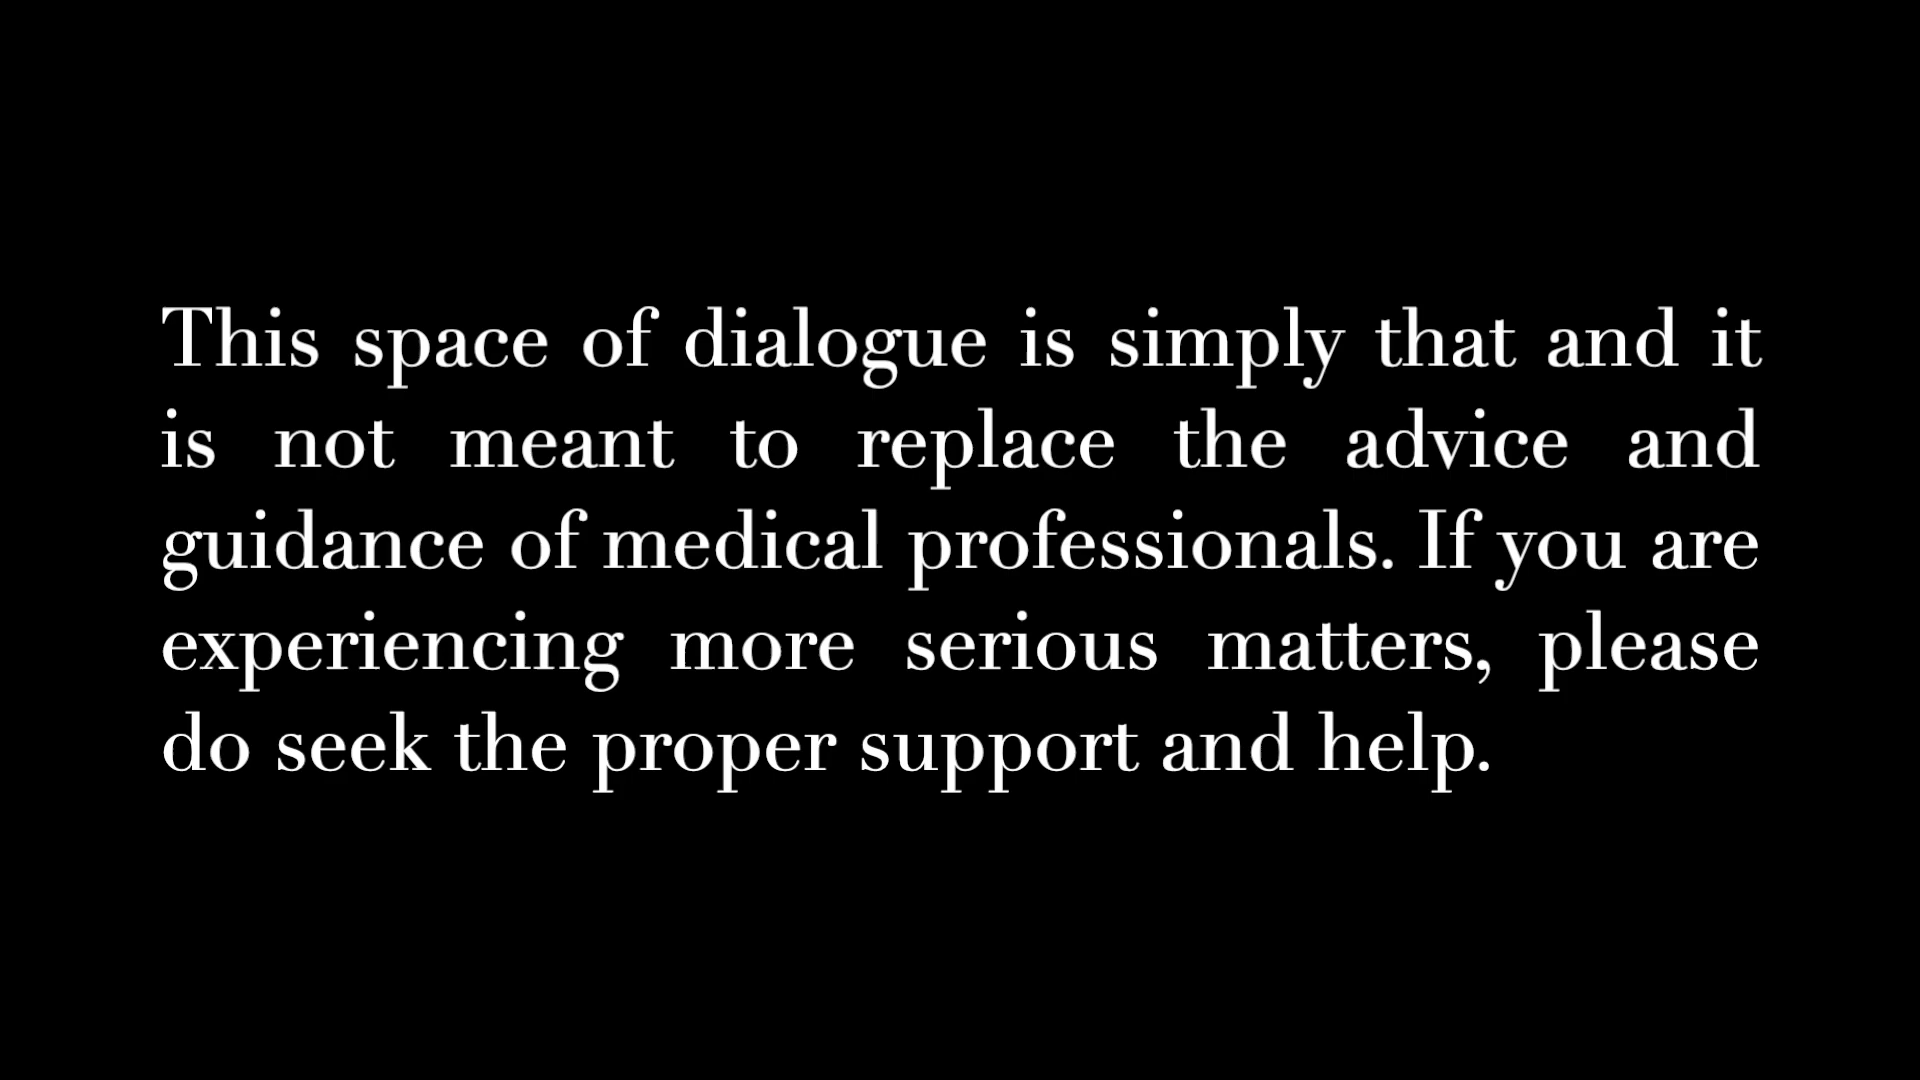 This space of dialogue is simply that and it
is not meant to replace the advice and
guidance of medical professionals. If you are
experiencing more serious matters, please
do seek the proper support and help.